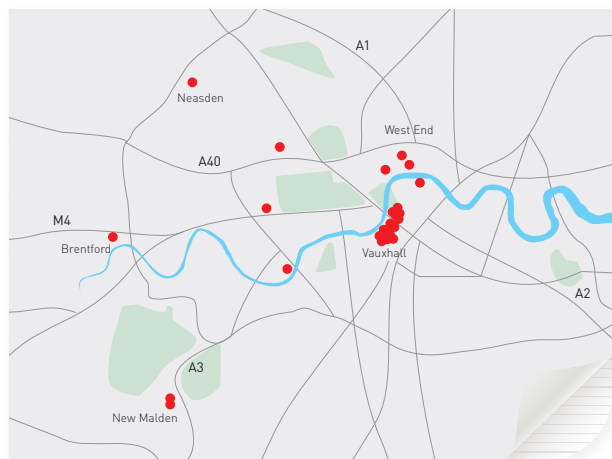 A1
Neasden
West End
A40
M4
Brentford
Vauxhall
A2
A3
New Malden